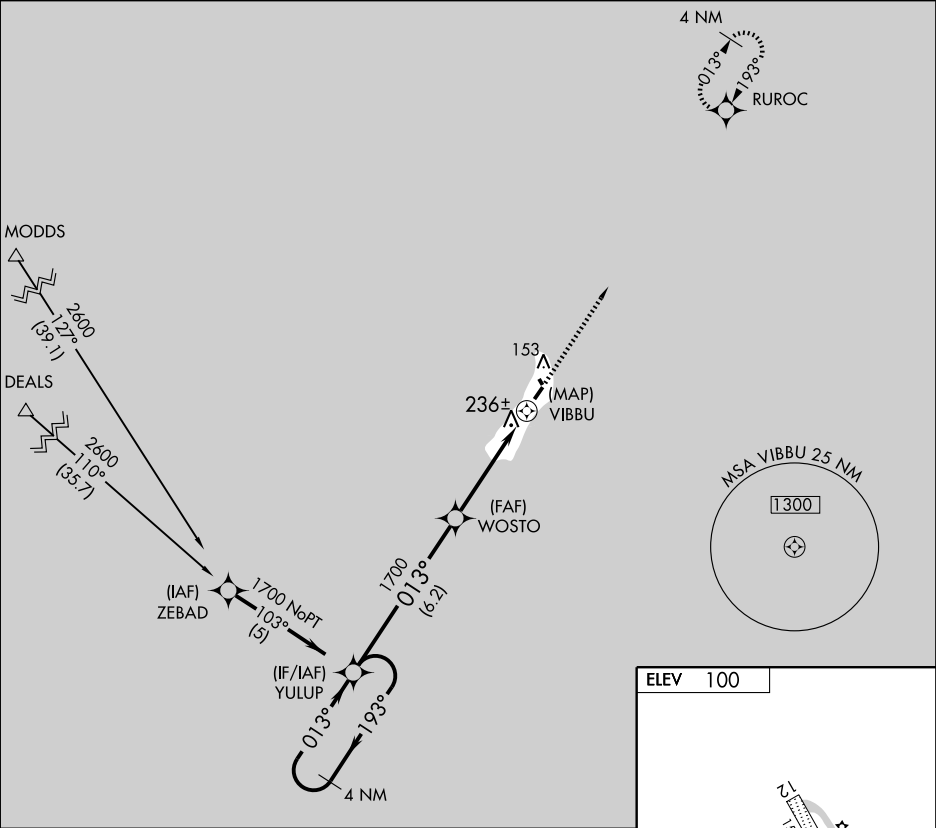 4 NM
013°
193°
RUROC
MODDS
2600
127°
(39.1)
153
DEALS
(MAP)
VIBBU
236±
2600
110°
(35.7)
MSA VIBBU 25 NM
1300
(FAF)
WOSTO
1700
013°
(6.2)
(IAF)
ZEBAD
1700 NoPT
103°
(5)
(IF/IAF)
YULUP
013°
193°
4 NM
ELEV 100
12